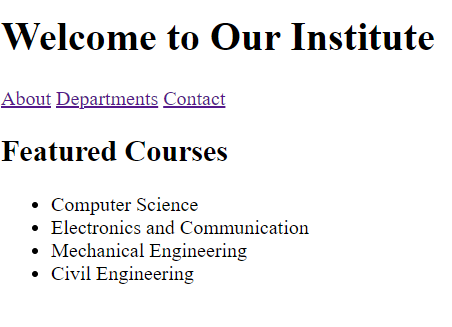 Welcome to Our Institute
About Departments Contact
Featured Courses
Computer Science
Electronics and Communication
Mechanical Engineering
Civil Engineering